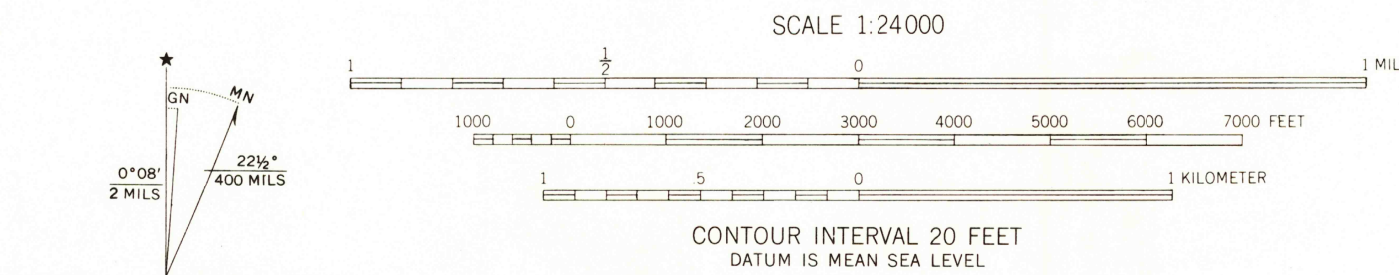 SCALE 1:24000
★
1 1/2 0 1 MIL
GN MN
1000 0 1000 2000 3000 4000 5000 6000 7000 FEET
0°08' 22½°
2 MILS 400 MILS
1 .5 0 1 KILOMETER
CONTOUR INTERVAL 20 FEET
DATUM IS MEAN SEA LEVEL